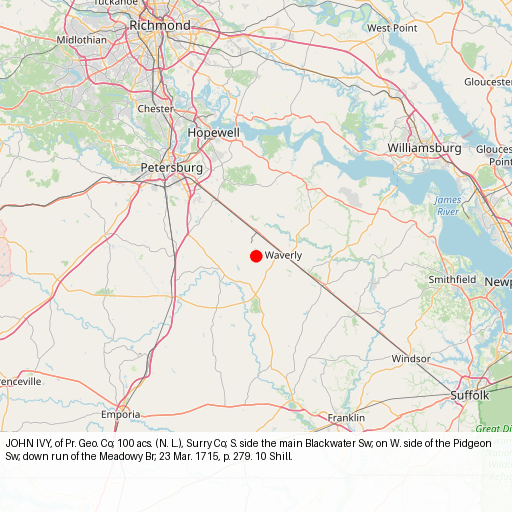 Tuckahoe
Richmond
West Point
Midlothian
Gloucester
Chester
Hopewell
Williamsburg
Petersburg
Gloucester
Point
James
River
Waverly
Smithfield
Newp
Windsor
renceville
Suffolk
Emporia
Franklin
Great Di
JOHN IVY, of Pr. Geo. Co; 100 acs. (N. L.), Surry Co; S. side the main Blackwater Sw; on W. side of the Pidgeon
Sw; down run of the Meadowy Br, 23 Mar. 1715, p. 279. 10 Shill.